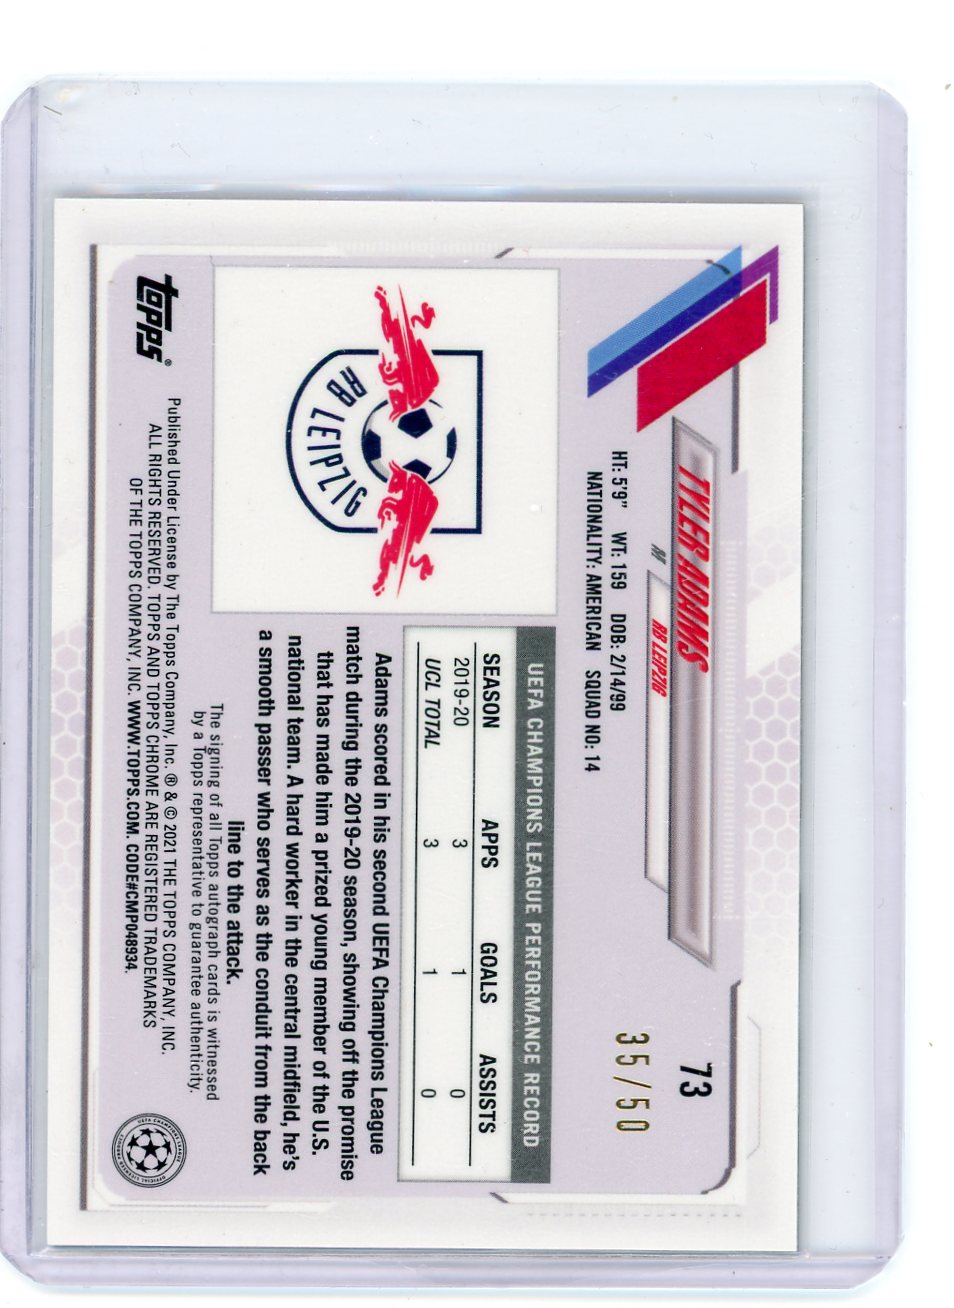 73
35/50
TYLER ADAMS
M RB LEIPZIG
HT: 5'9" WT: 159 DOB: 2/14/99
NATIONALITY: AMERICAN SQUAD NO: 14
RB LEIPZIG
UEFA CHAMPIONS LEAGUE PERFORMANCE RECORD
SEASON APPS GOALS ASSISTS
2019-20 3 1 0
UCL TOTAL 3 1 0
Adams scored in his second UEFA Champions League
match during the 2019-20 season, showing off the promise
that has made him a prized young member of the U.S.
national team. A hard worker in the central midfield, he's
a smooth passer who serves as the conduit from the back
line to the attack.
The signing of all Topps autograph cards is witnessed
by a Topps representative to guarantee authenticity.
topps®
Published Under License by The Topps Company, Inc. ® & © 2021 THE TOPPS COMPANY, INC.
ALL RIGHTS RESERVED. TOPPS AND TOPPS CHROME ARE REGISTERED TRADEMARKS
OF THE TOPPS COMPANY, INC. WWW.TOPPS.COM. CODE#CMP048934.
UEFA CHAMPIONS LEAGUE
OFFICIAL LICENSED PRODUCT